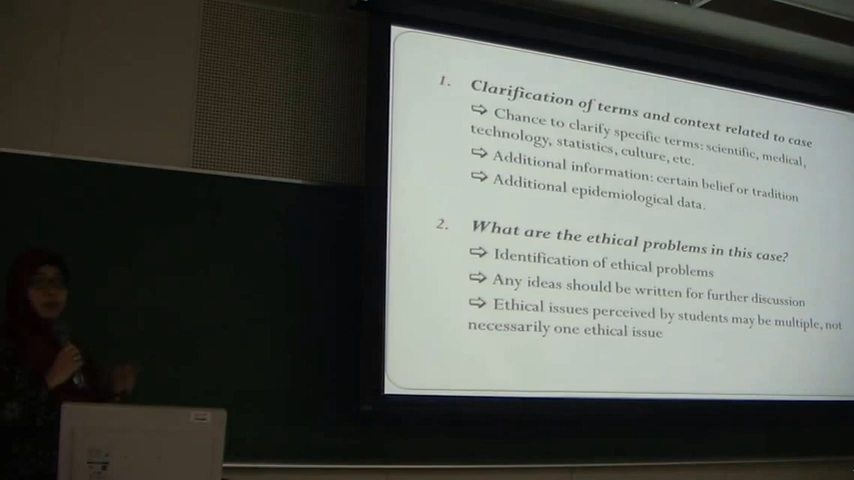 1. Clarification of terms and context related to case
⇨ Chance to clarify specific terms: scientific, medical,
technology, statistics, culture, etc.
⇨ Additional information: certain belief or tradition
⇨ Additional epidemiological data.
2. What are the ethical problems in this case?
⇨ Identification of ethical problems
⇨ Any ideas should be written for further discussion
⇨ Ethical issues perceived by students may be multiple, not
necessarily one ethical issue